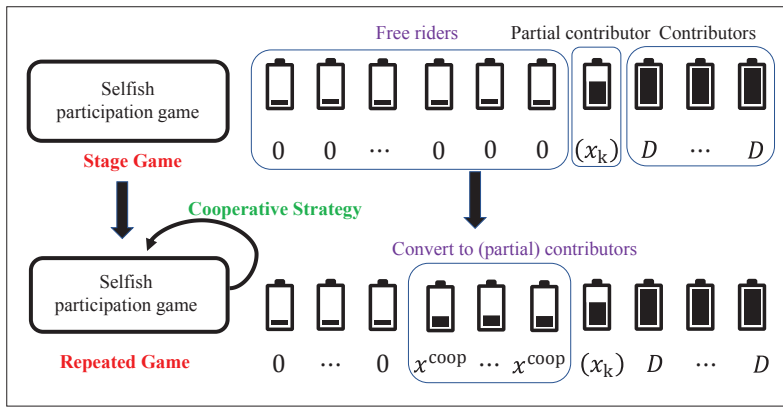 Free riders
Partial contributor
Contributors
Selfish
participation game
0 0 ⋯ 0 0 0 (x_k) D ⋯ D
Stage Game
Cooperative Strategy
Convert to (partial) contributors
Selfish
participation game
0 ⋯ 0 x^coop ⋯ x^coop (x_k) D ⋯ D
Repeated Game